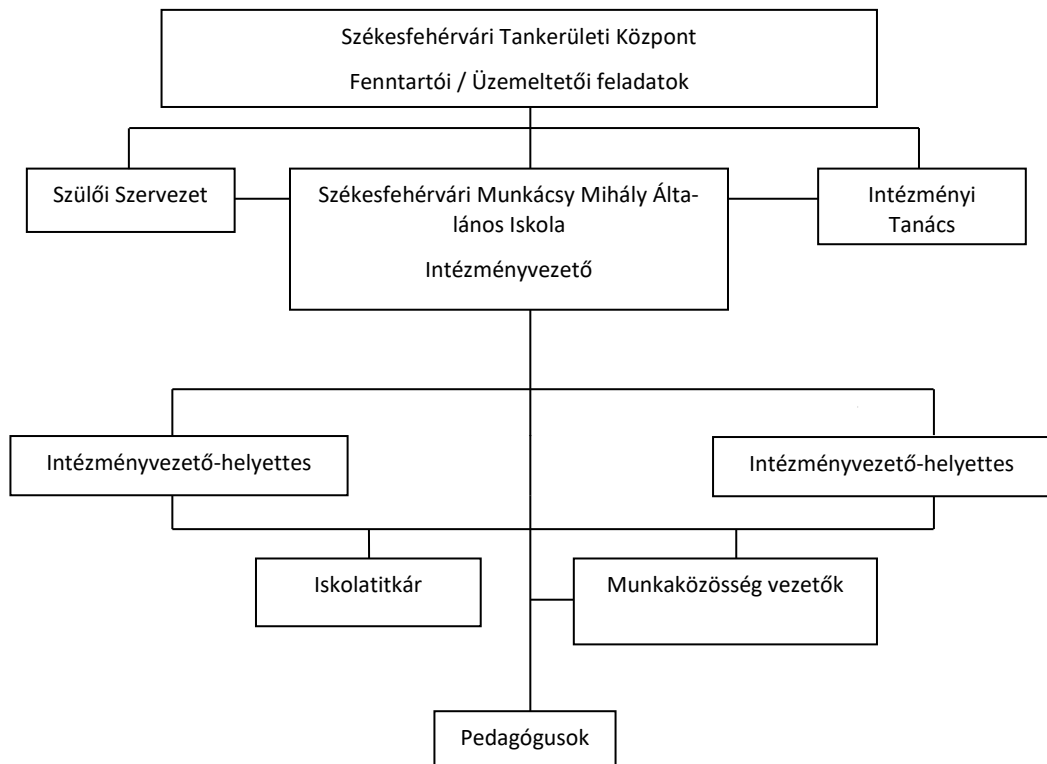 Székesfehérvári Tankerületi Központ
Fenntartói / Üzemeltetői feladatok
Szülői Szervezet
Székesfehérvári Munkácsy Mihály Álta-
lános Iskola
Intézményvezető
Intézményi
Tanács
Intézményvezető-helyettes
Intézményvezető-helyettes
Iskolatitkár
Munkaközösség vezetők
Pedagógusok